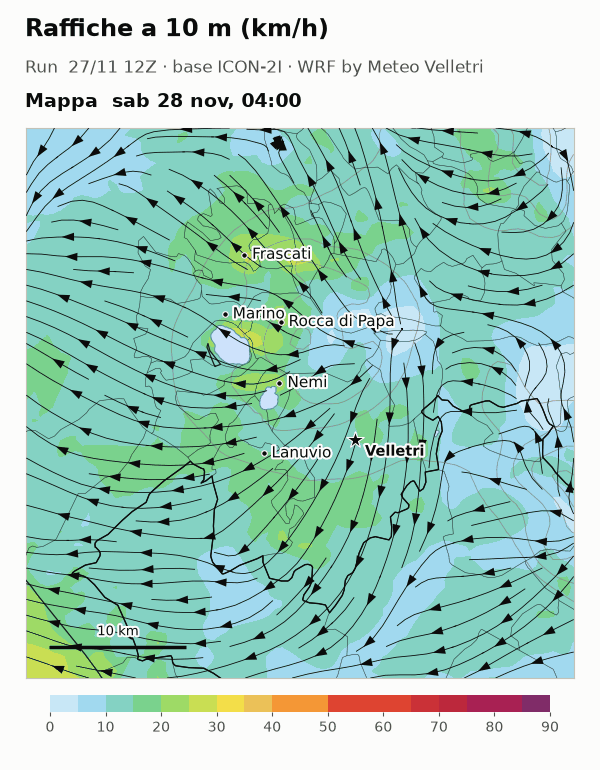 Raffiche a 10 m (km/h)
Run 27/11 12Z · base ICON-2I · WRF by Meteo Velletri
Mappa sab 28 nov, 04:00
Frascati
Marino
Rocca di Papa
Nemi
Velletri
Lanuvio
10 km
0 10 20 30 40 50 60 70 80 90